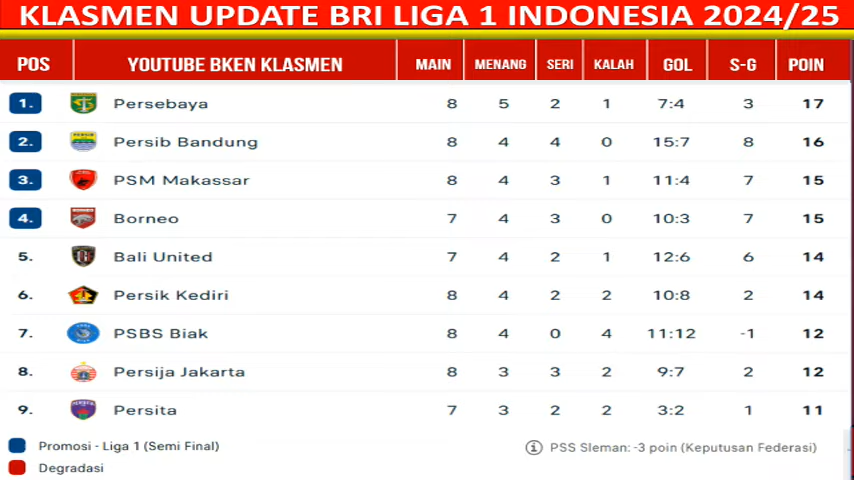 KLASMEN UPDATE BRI LIGA 1 INDONESIA 2024/25
POS YOUTUBE BKEN KLASMEN MAIN MENANG SERI KALAH GOL S-G POIN
1. Persebaya 8 5 2 1 7:4 3 17
2. Persib Bandung 8 4 4 0 15:7 8 16
3. PSM Makassar 8 4 3 1 11:4 7 15
4. Borneo 7 4 3 0 10:3 7 15
5. Bali United 7 4 2 1 12:6 6 14
6. Persik Kediri 8 4 2 2 10:8 2 14
7. PSBS Biak 8 4 0 4 11:12 -1 12
8. Persija Jakarta 8 3 3 2 9:7 2 12
9. Persita 7 3 2 2 3:2 1 11
Promosi - Liga 1 (Semi Final) PSS Sleman: -3 poin (Keputusan Federasi)
Degradasi